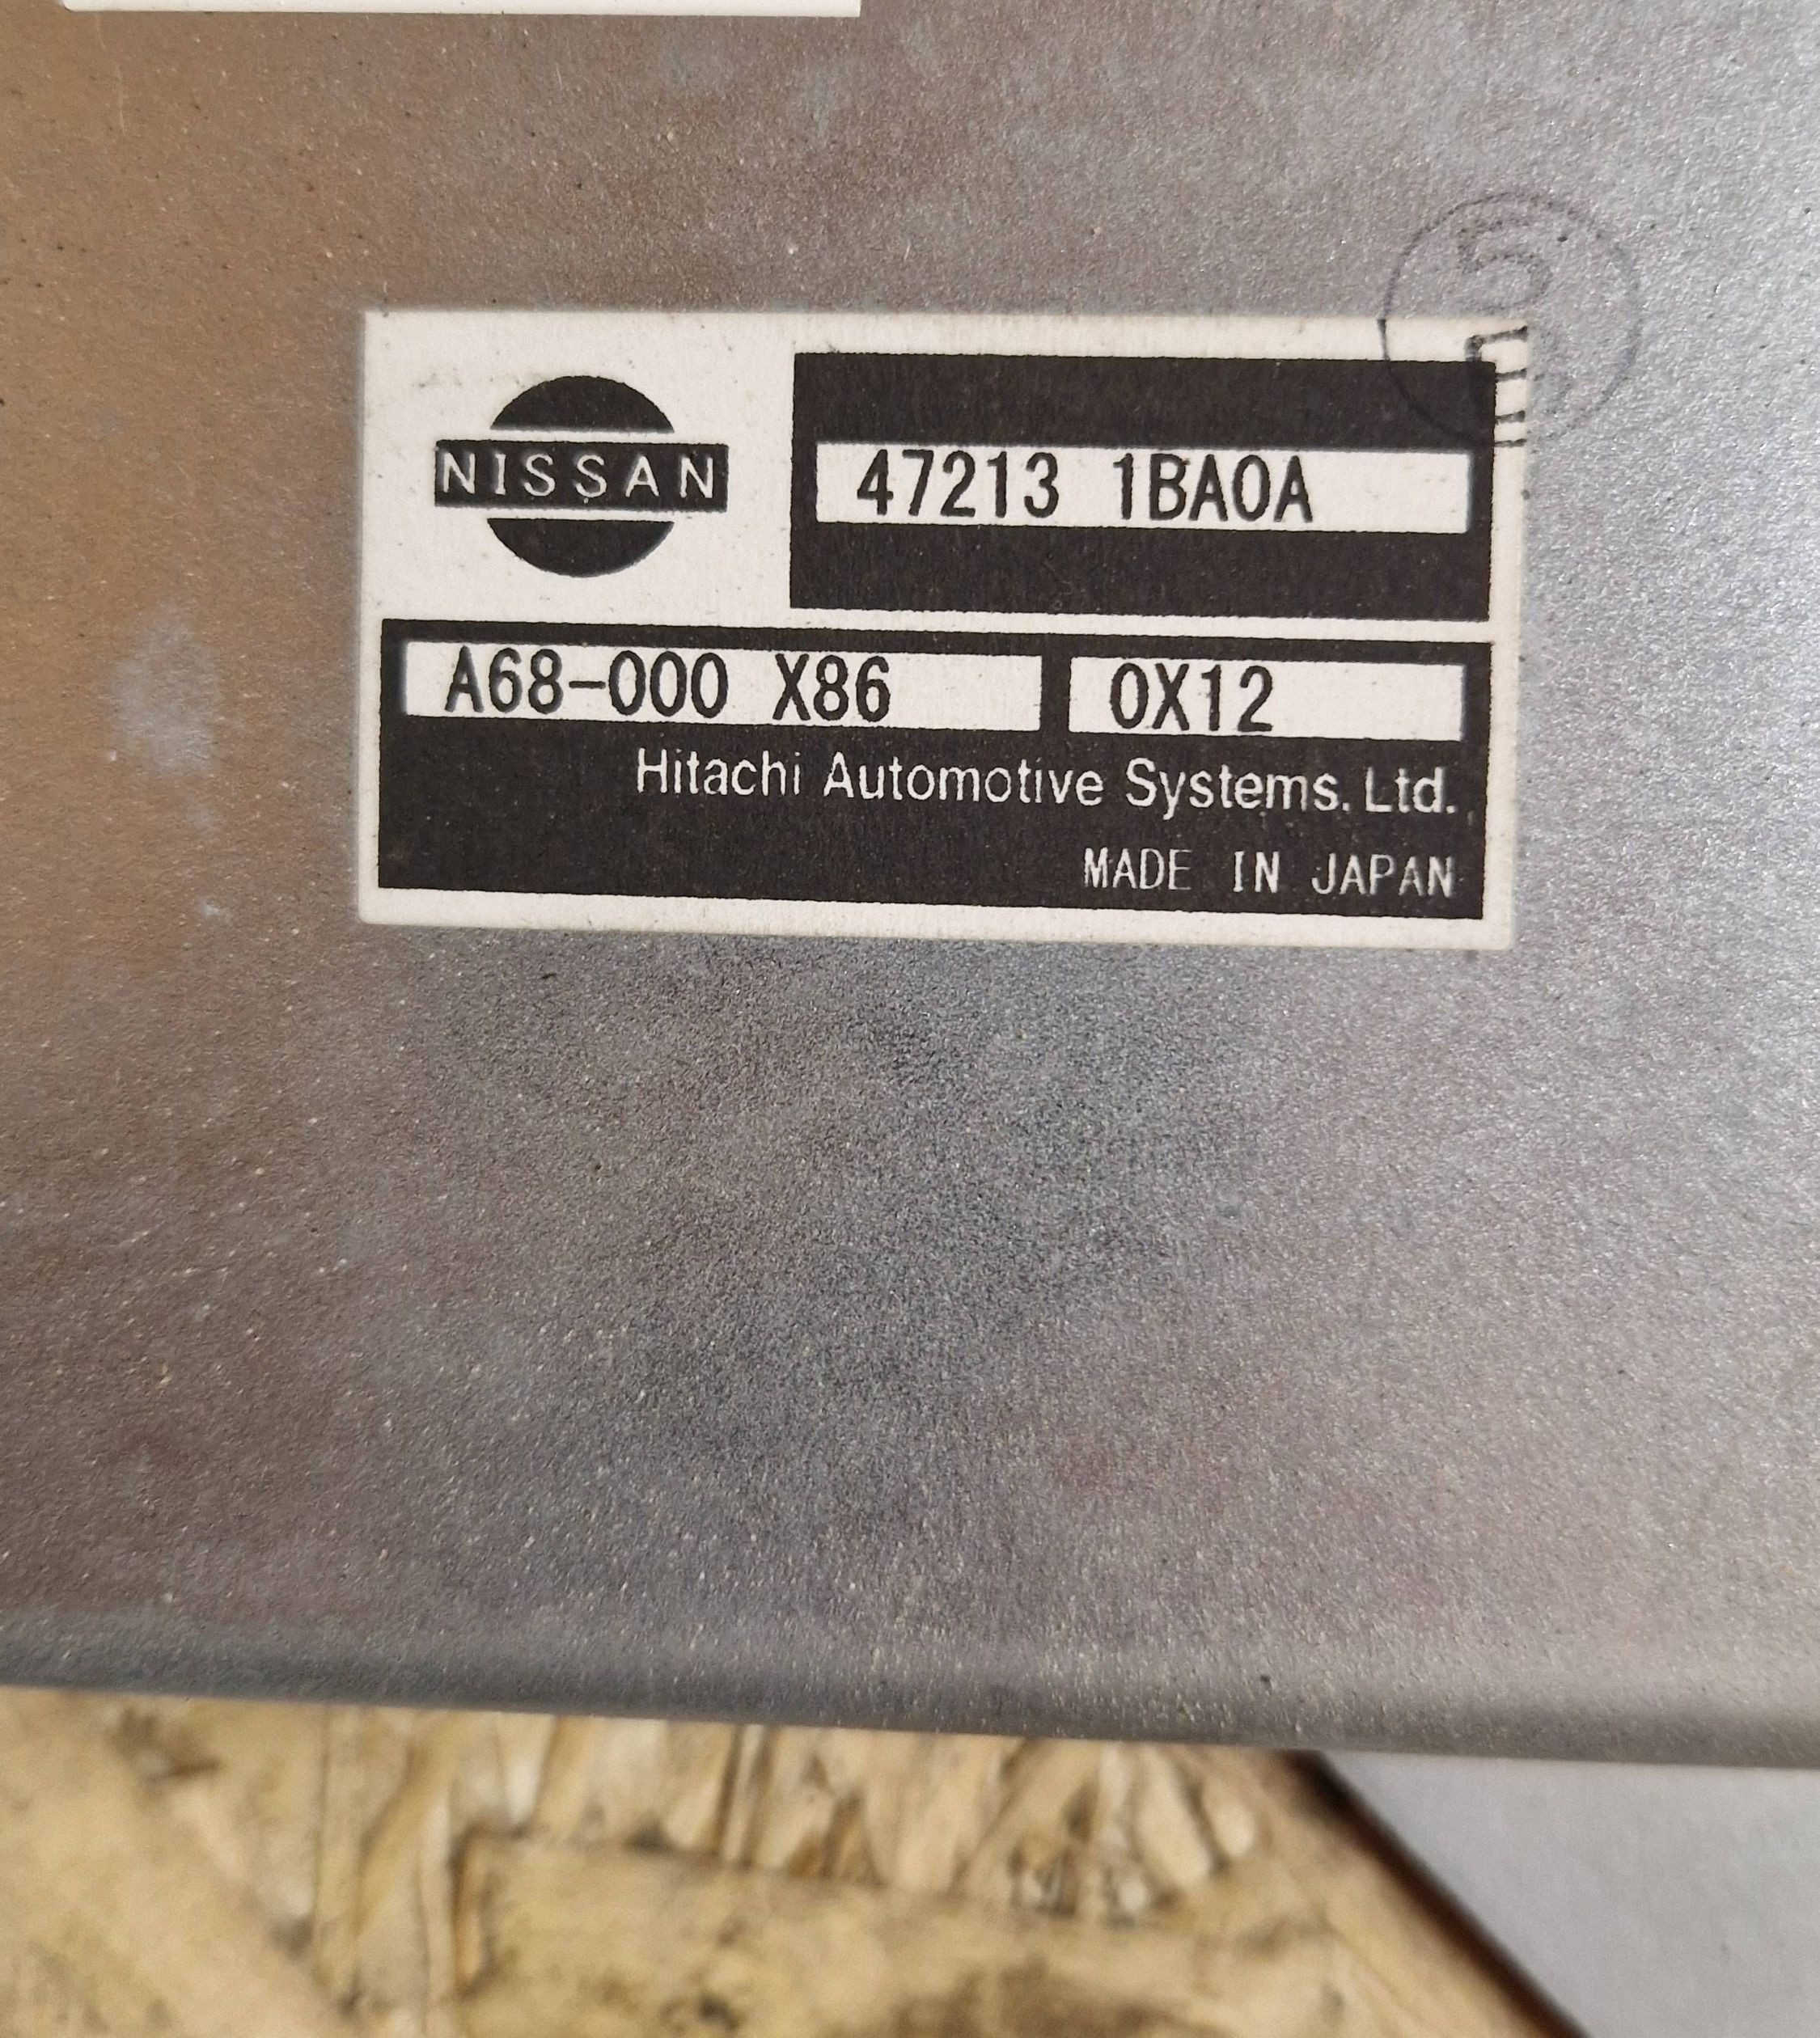 NISSAN
47213 1BA0A
A68-000 X86 0X12
Hitachi Automotive Systems. Ltd.
MADE IN JAPAN